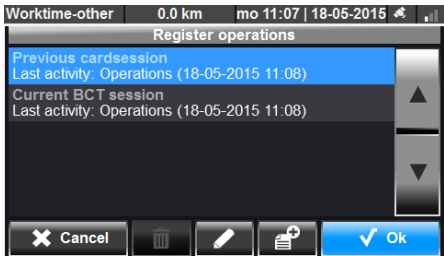 Worktime-other 0.0 km mo 11:07 | 18-05-2015
Register operations
Previous cardsession
Last activity: Operations (18-05-2015 11:08)
Current BCT session
Last activity: Operations (18-05-2015 11:08)
Cancel Ok